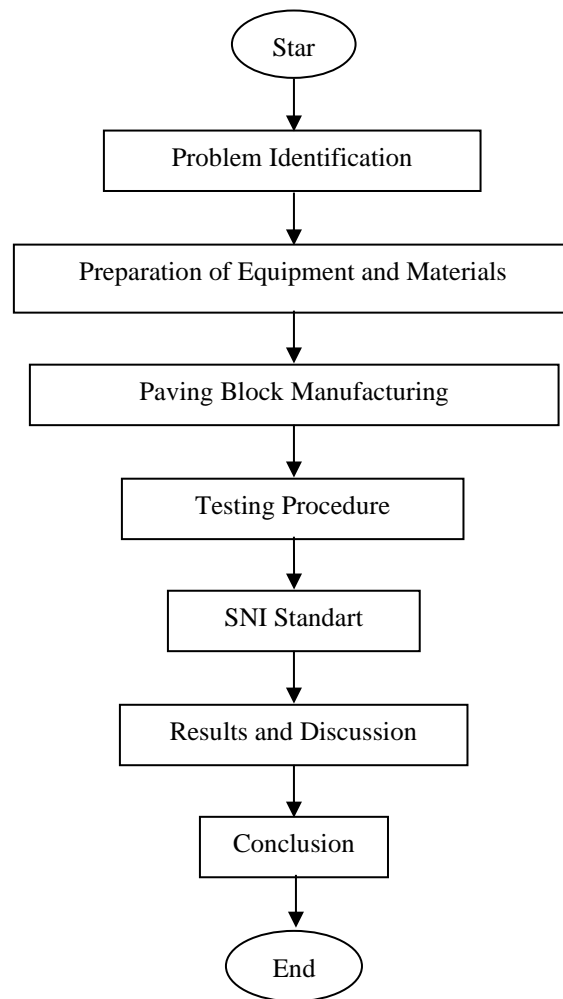 Star
Problem Identification
Preparation of Equipment and Materials
Paving Block Manufacturing
Testing Procedure
SNI Standart
Results and Discussion
Conclusion
End